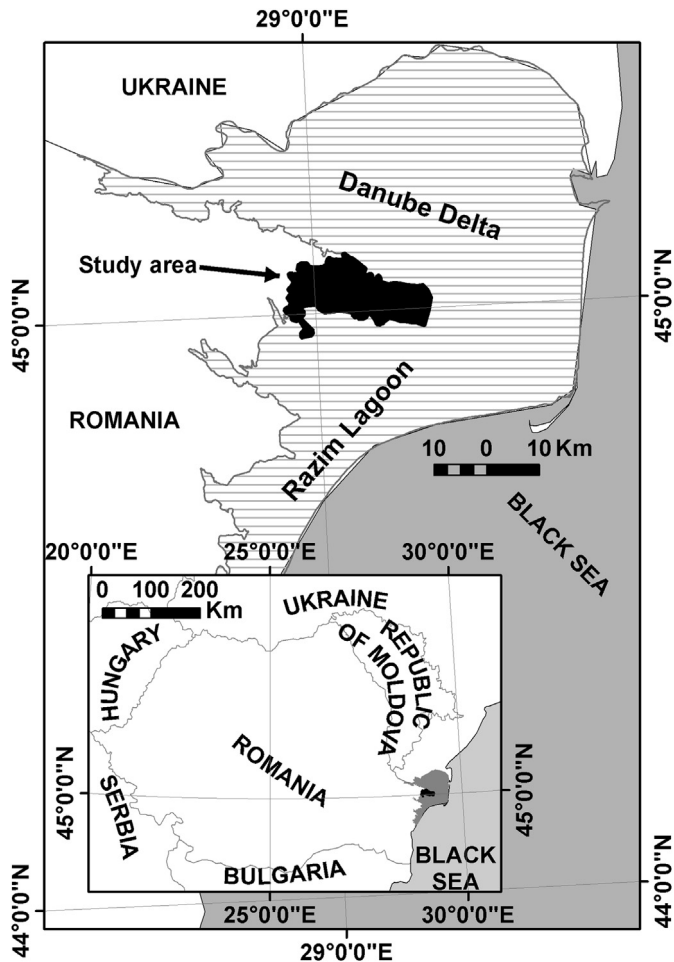 29°0'0"E
UKRAINE
Danube Delta
Study area
45°0'0"N
45°0'0"N
ROMANIA
Razim Lagoon
10 0 10 Km
BLACK SEA
20°0'0"E 25°0'0"E 30°0'0"E
0 100 200 Km
UKRAINE
REPUBLIC
OF MOLDOVA
HUNGARY
ROMANIA
SERBIA
45°0'0"N
45°0'0"N
BULGARIA
BLACK
SEA
44°0'0"N
44°0'0"N
25°0'0"E 30°0'0"E
29°0'0"E